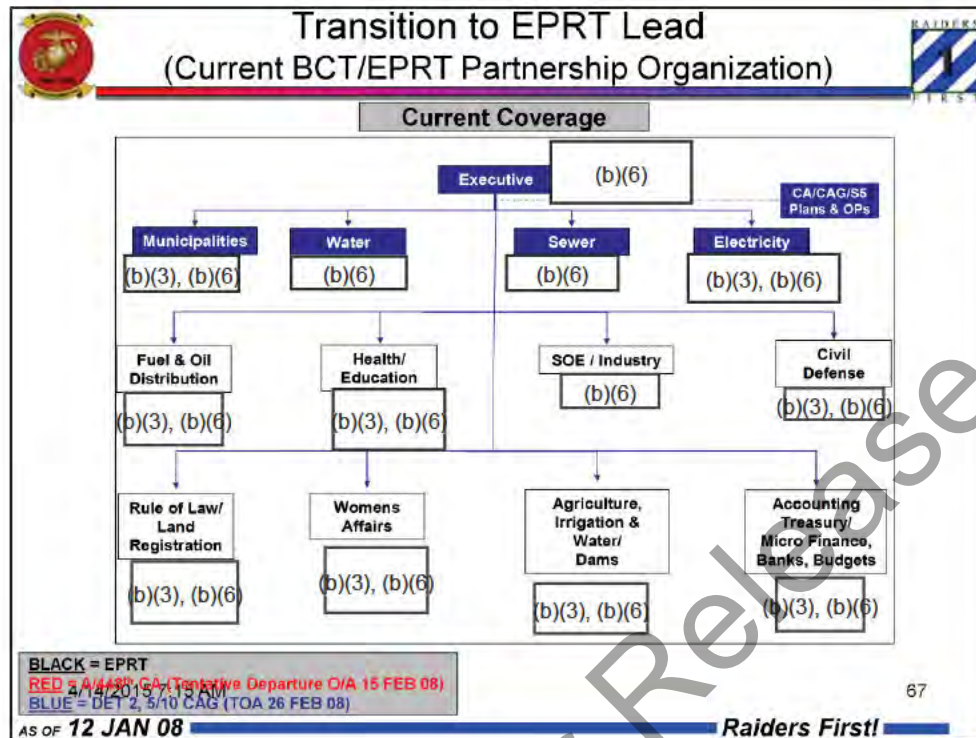 Transition to EPRT Lead
(Current BCT/EPRT Partnership Organization)
RAIDERS
1
FIRST
Current Coverage
Executive
(b)(6)
CA/CAG/S5
Plans & OPs
Municipalities
Water
Sewer
Electricity
(b)(3), (b)(6)
(b)(6)
(b)(6)
(b)(3), (b)(6)
Fuel & Oil
Distribution
Health/
Education
SOE / Industry
Civil
Defense
(b)(3), (b)(6)
(b)(3), (b)(6)
(b)(6)
(b)(3), (b)(6)
Rule of Law/
Land
Registration
Womens
Affairs
Agriculture,
Irrigation &
Water/
Dams
Accounting
Treasury/
Micro Finance,
Banks, Budgets
(b)(3), (b)(6)
(b)(3), (b)(6)
(b)(3), (b)(6)
(b)(3), (b)(6)
Release
BLACK = EPRT
RED = CA (Tentative Departure O/A 15 FEB 08)
4/14/2015 7:15 AM
BLUE = DET 2, 5/10 CAG (TOA 26 FEB 08)
67
AS OF 12 JAN 08
Raiders First!